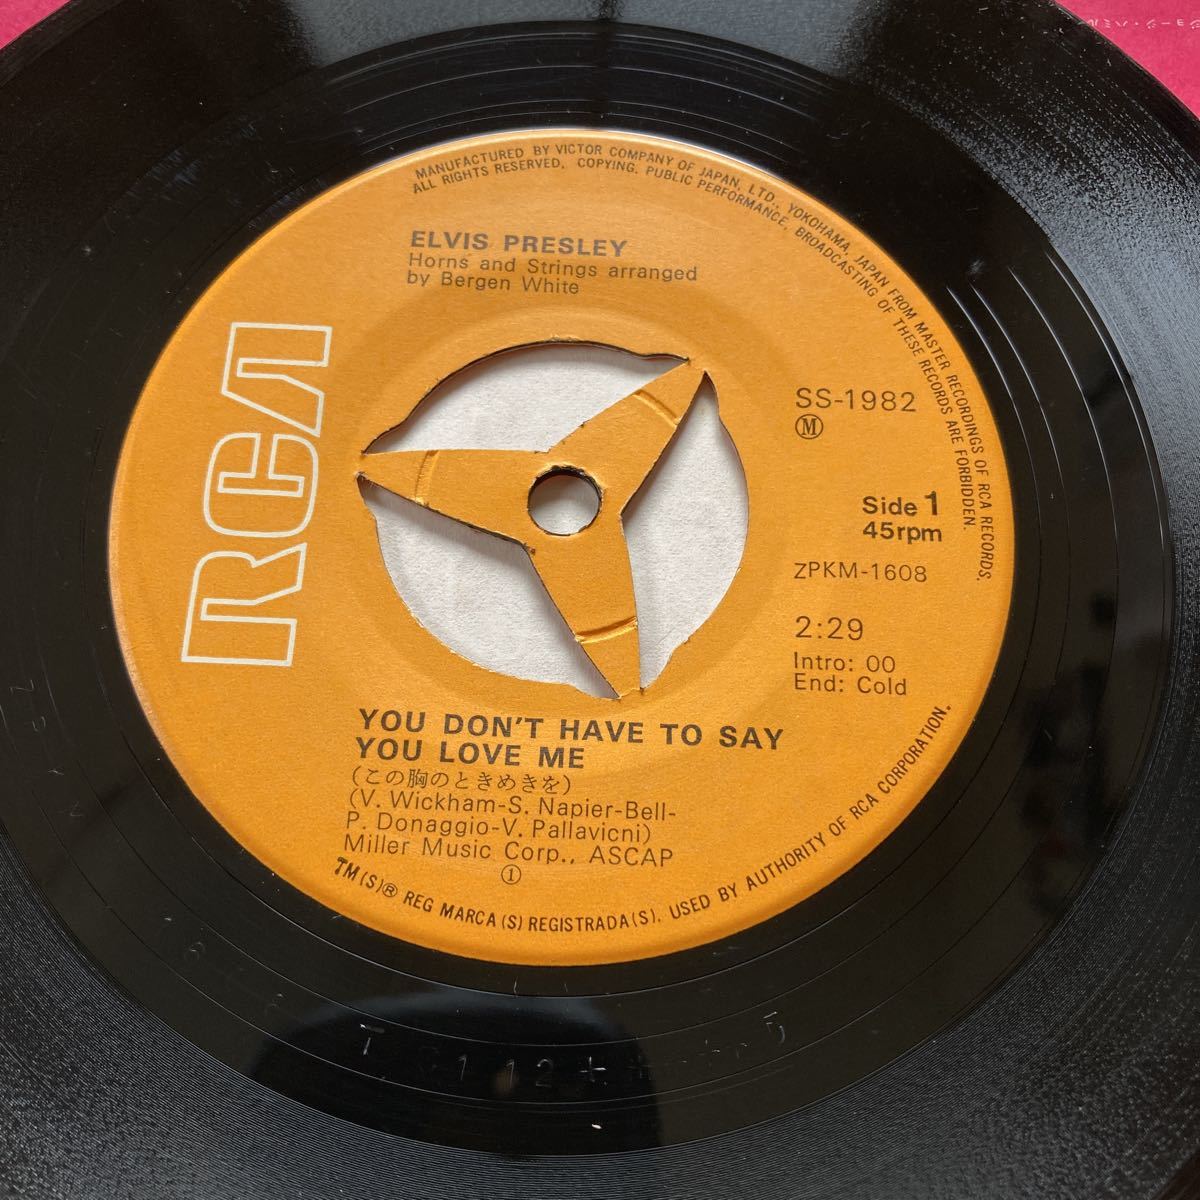 MANUFACTURED BY VICTOR COMPANY OF JAPAN, LTD., YOKOHAMA, JAPAN FROM MASTER RECORDINGS OF RCA RECORDS.
ALL RIGHTS RESERVED, COPYING, PUBLIC PERFORMANCE, BROADCASTING OF THESE RECORDS ARE FORBIDDEN.
ELVIS PRESLEY
Horns and Strings arranged
by Bergen White
RCA
SS-1982
Ⓜ
Side 1
45rpm
ZPKM-1608
2:29
Intro: 00
End: Cold
YOU DON'T HAVE TO SAY
YOU LOVE ME
(この胸のときめきを)
(V. Wickham-S. Napier-Bell-
P. Donaggio-V. Pallavicni)
Miller Music Corp., ASCAP
①
TM(S)® REG MARCA(S) REGISTRADA(S). USED BY AUTHORITY OF RCA CORPORATION.